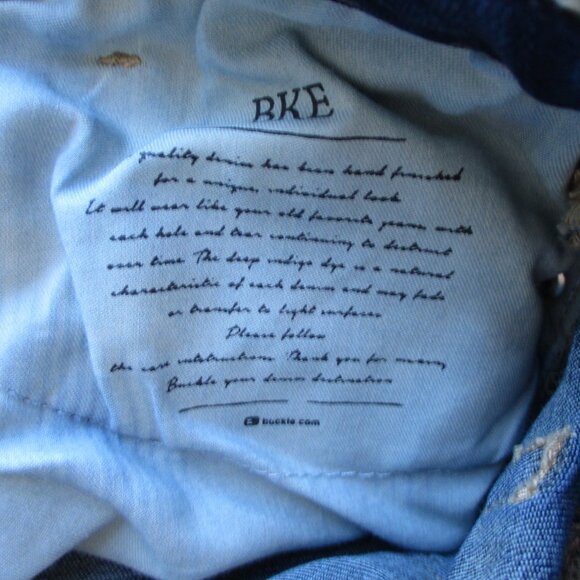 BKE
quality denim has been hand finished
for a unique, individual look
It will wear like your old favorite jeans with
each hole and tear continuing to destruct
over time. The deep indigo dye is a natural
characteristic of each denim and may fade
or transfer to light surfaces
Please follow
the care instructions. Thank you for making
Buckle your denim destination
B buckle.com